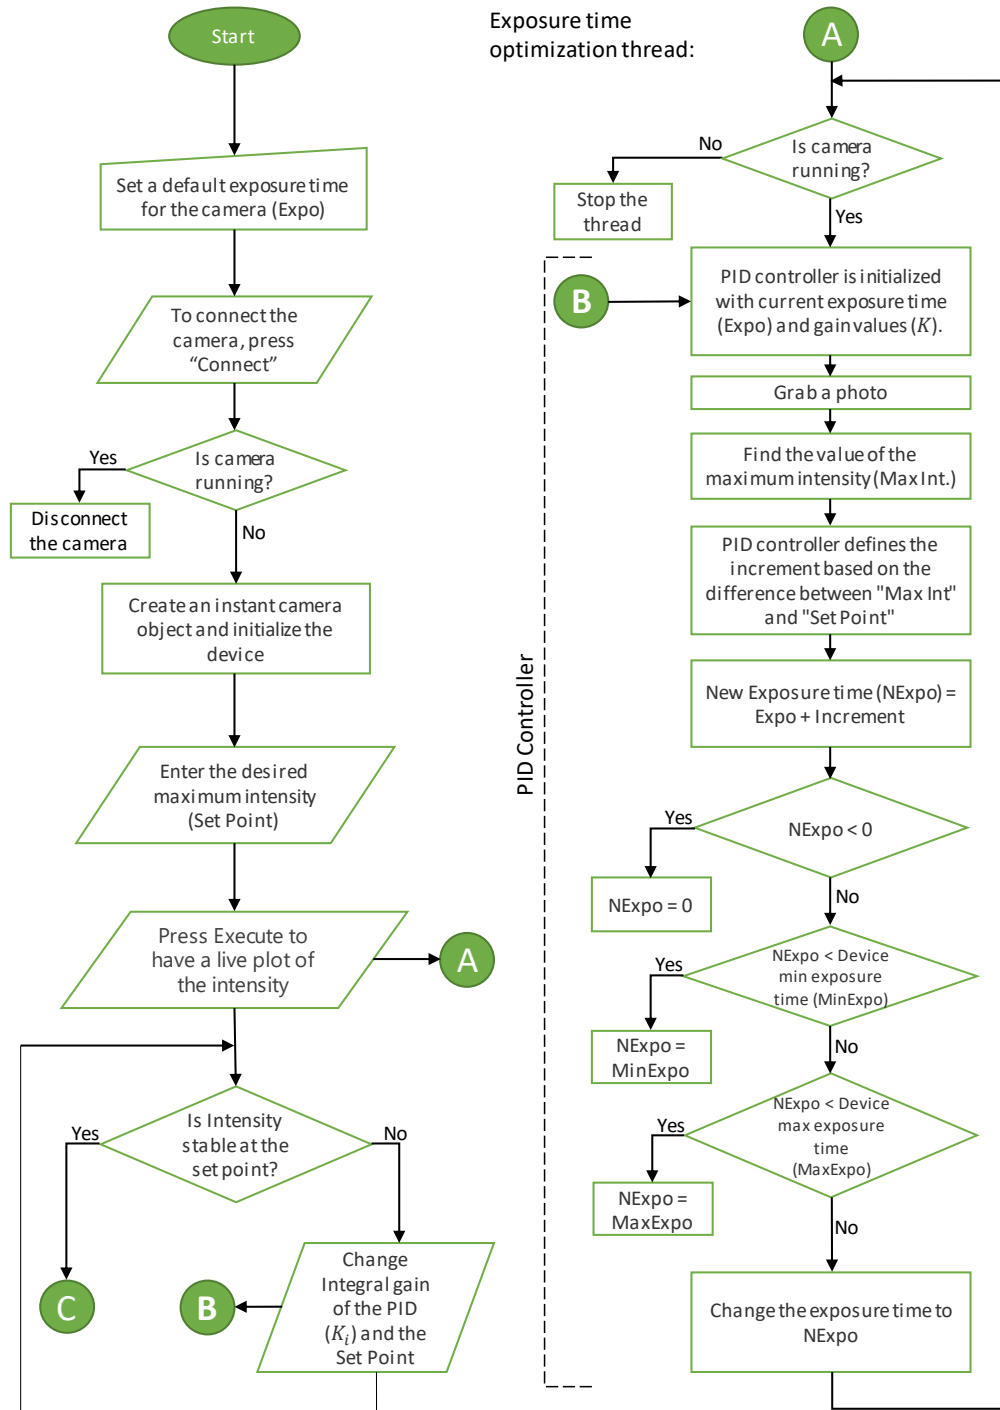 Start
Set a default exposure time
for the camera (Expo)
To connect the
camera, press
“Connect”
Is camera
running?
Yes
No
Disconnect
the camera
Create an instant camera
object and initialize the
device
Enter the desired
maximum intensity
(Set Point)
Press Execute to
have a live plot of
the intensity
A
Is Intensity
stable at the
set point?
Yes
No
C
B
Change
Integral gain
of the PID
(K_i) and the
Set Point
Exposure time
optimization thread:
A
Is camera
running?
No
Yes
Stop the
thread
PID Controller
B
PID controller is initialized
with current exposure time
(Expo) and gain values (K).
Grab a photo
Find the value of the
maximum intensity (Max Int.)
PID controller defines the
increment based on the
difference between "Max Int"
and "Set Point"
New Exposure time (NExpo) =
Expo + Increment
NExpo < 0
Yes
No
NExpo = 0
NExpo < Device
min exposure
time (MinExpo)
Yes
No
NExpo =
MinExpo
NExpo < Device
max exposure
time
(MaxExpo)
Yes
No
NExpo =
MaxExpo
Change the exposure time to
NExpo